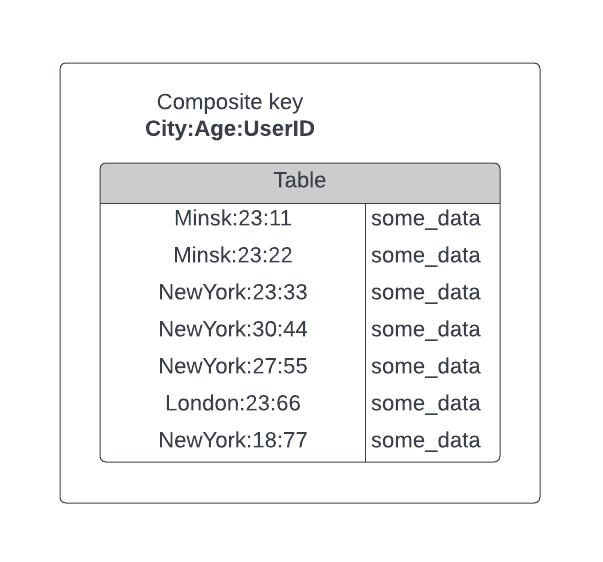 Composite key
City:Age:UserID
Table
Minsk:23:11 some_data
Minsk:23:22 some_data
NewYork:23:33 some_data
NewYork:30:44 some_data
NewYork:27:55 some_data
London:23:66 some_data
NewYork:18:77 some_data